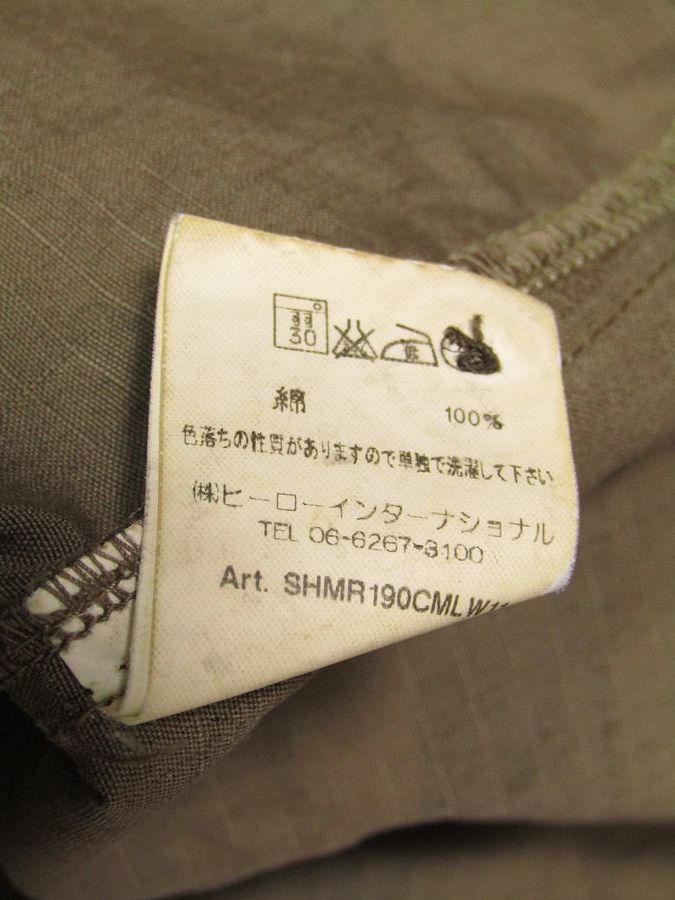 弱
30
綿 100%
色落ちの性質がありますので単独で洗濯して下さい
㈱ヒーローインターナショナル
TEL 06-6267-3100
Art. SHMR190CMLW